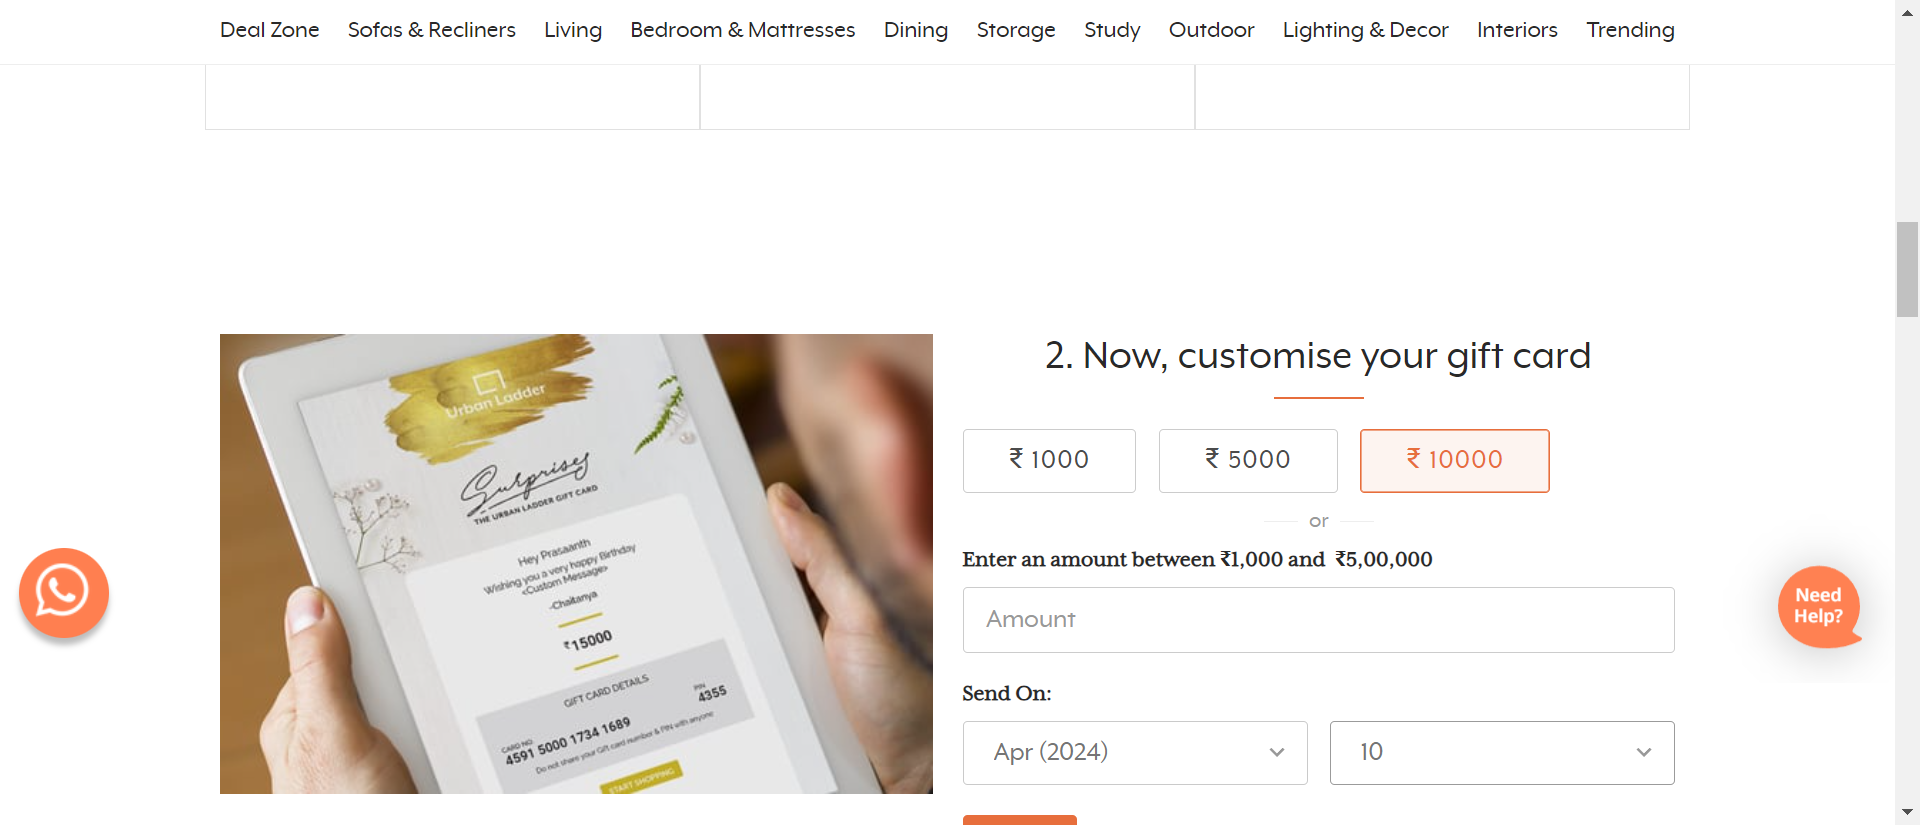 Deal Zone Sofas & Recliners Living Bedroom & Mattresses Dining Storage Study Outdoor Lighting & Decor Interiors Trending
2. Now, customise your gift card
₹ 1000 ₹ 5000 ₹ 10000
or
Enter an amount between ₹1,000 and ₹5,00,000
Amount
Send On:
Apr (2024) 10
Need
Help?
Urban Ladder
Surprises
THE URBAN LADDER GIFT CARD
Hey Prasaanth
Wishing you a very happy Birthday
<Custom Message>
-Chaitanya
₹15000
GIFT CARD DETAILS
CARD NO. PIN
4591 5000 1734 1689 4355
Do not share your Gift card number & PIN with anyone
START SHOPPING